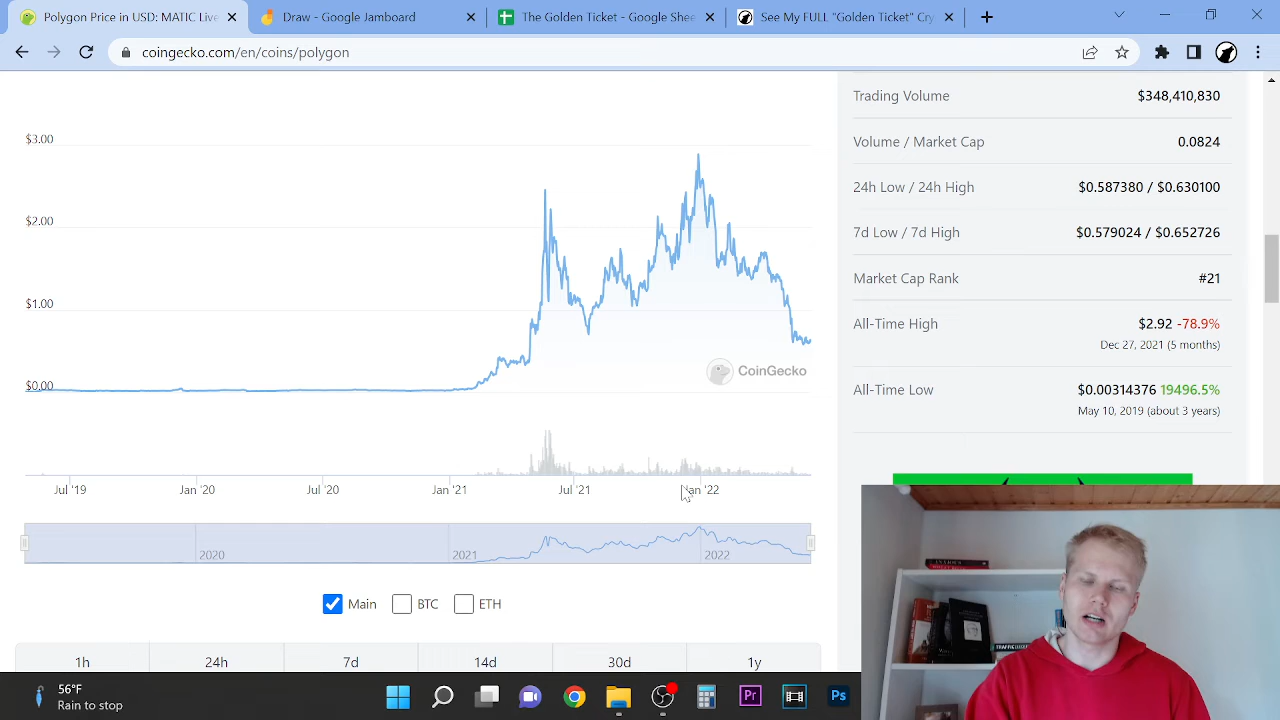 Polygon Price in USD: MATIC Live
Draw - Google Jamboard
The Golden Ticket - Google Shee
See My FULL "Golden Ticket" Cry
coingecko.com/en/coins/polygon
$3.00
$2.00
$1.00
$0.00
CoinGecko
Jul '19
Jan '20
Jul '20
Jan '21
Jul '21
Jan '22
2020
2021
2022
Main
BTC
ETH
1h
24h
7d
14d
30d
1y
Trading Volume
$348,410,830
Volume / Market Cap
0.0824
24h Low / 24h High
$0.587380 / $0.630100
7d Low / 7d High
$0.579024 / $0.652726
Market Cap Rank
#21
All-Time High
$2.92 -78.9%
Dec 27, 2021 (5 months)
All-Time Low
$0.00314376 19496.5%
May 10, 2019 (about 3 years)
56°F
Rain to stop
Pr
Ps